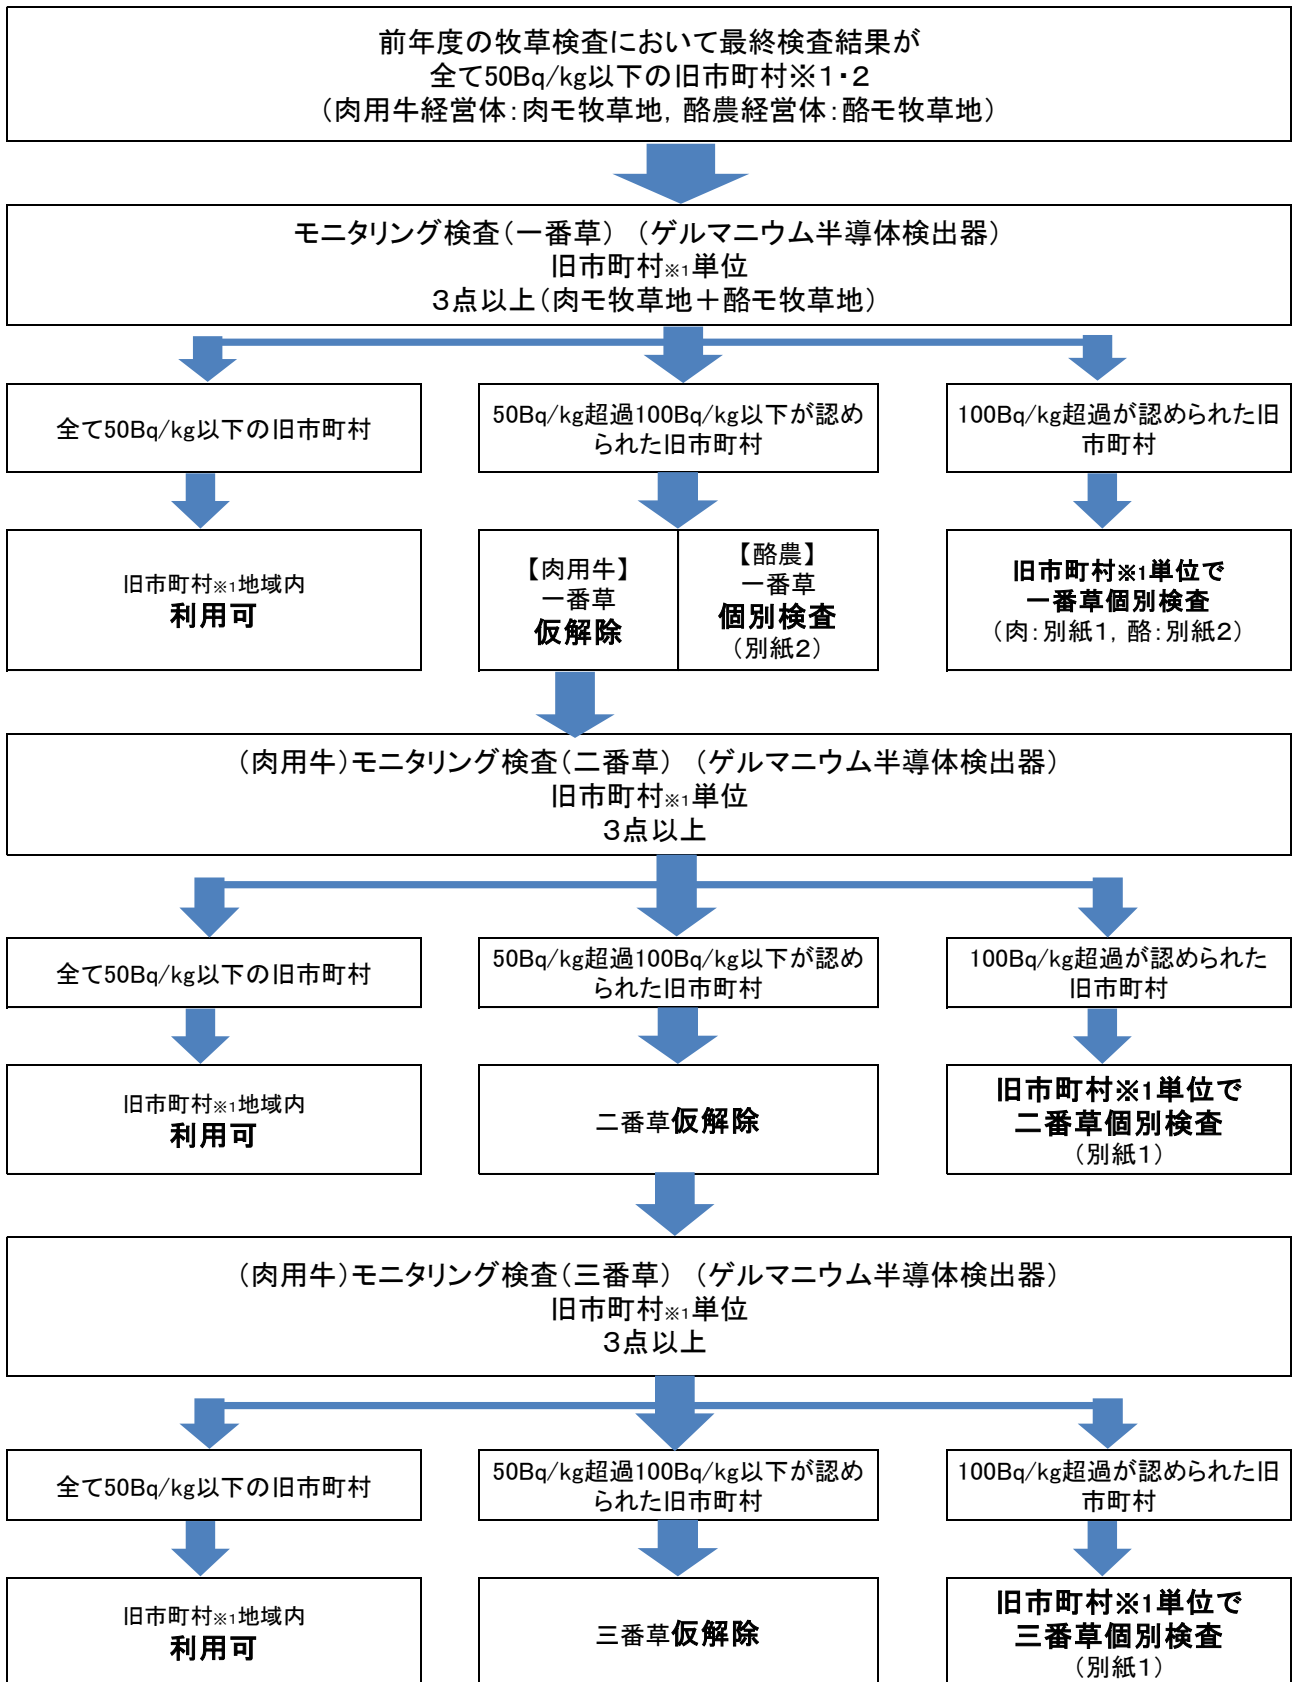 前年度の牧草検査において最終検査結果が
全て50Bq/kg以下の旧市町村※１・２
（肉用牛経営体：肉モ牧草地，酪農経営体：酪モ牧草地）
モニタリング検査（一番草）（ゲルマニウム半導体検出器）
旧市町村※1単位
３点以上（肉モ牧草地＋酪モ牧草地）
全て50Bq/kg以下の旧市町村
50Bq/kg超過100Bq/kg以下が認め
られた旧市町村
100Bq/kg超過が認められた旧
市町村
旧市町村※1地域内
利用可
【肉用牛】
一番草
仮解除
【酪農】
一番草
個別検査
（別紙２）
旧市町村※1単位で
一番草個別検査
（肉：別紙１，酪：別紙２）
（肉用牛）モニタリング検査（二番草）（ゲルマニウム半導体検出器）
旧市町村※1単位
３点以上
全て50Bq/kg以下の旧市町村
50Bq/kg超過100Bq/kg以下が認め
られた旧市町村
100Bq/kg超過が認められた
旧市町村
旧市町村※1地域内
利用可
二番草仮解除
旧市町村※1単位で
二番草個別検査
（別紙１）
（肉用牛）モニタリング検査（三番草）（ゲルマニウム半導体検出器）
旧市町村※1単位
３点以上
全て50Bq/kg以下の旧市町村
50Bq/kg超過100Bq/kg以下が認め
られた旧市町村
100Bq/kg超過が認められた旧
市町村
旧市町村※1地域内
利用可
三番草仮解除
旧市町村※1単位で
三番草個別検査
（別紙１）